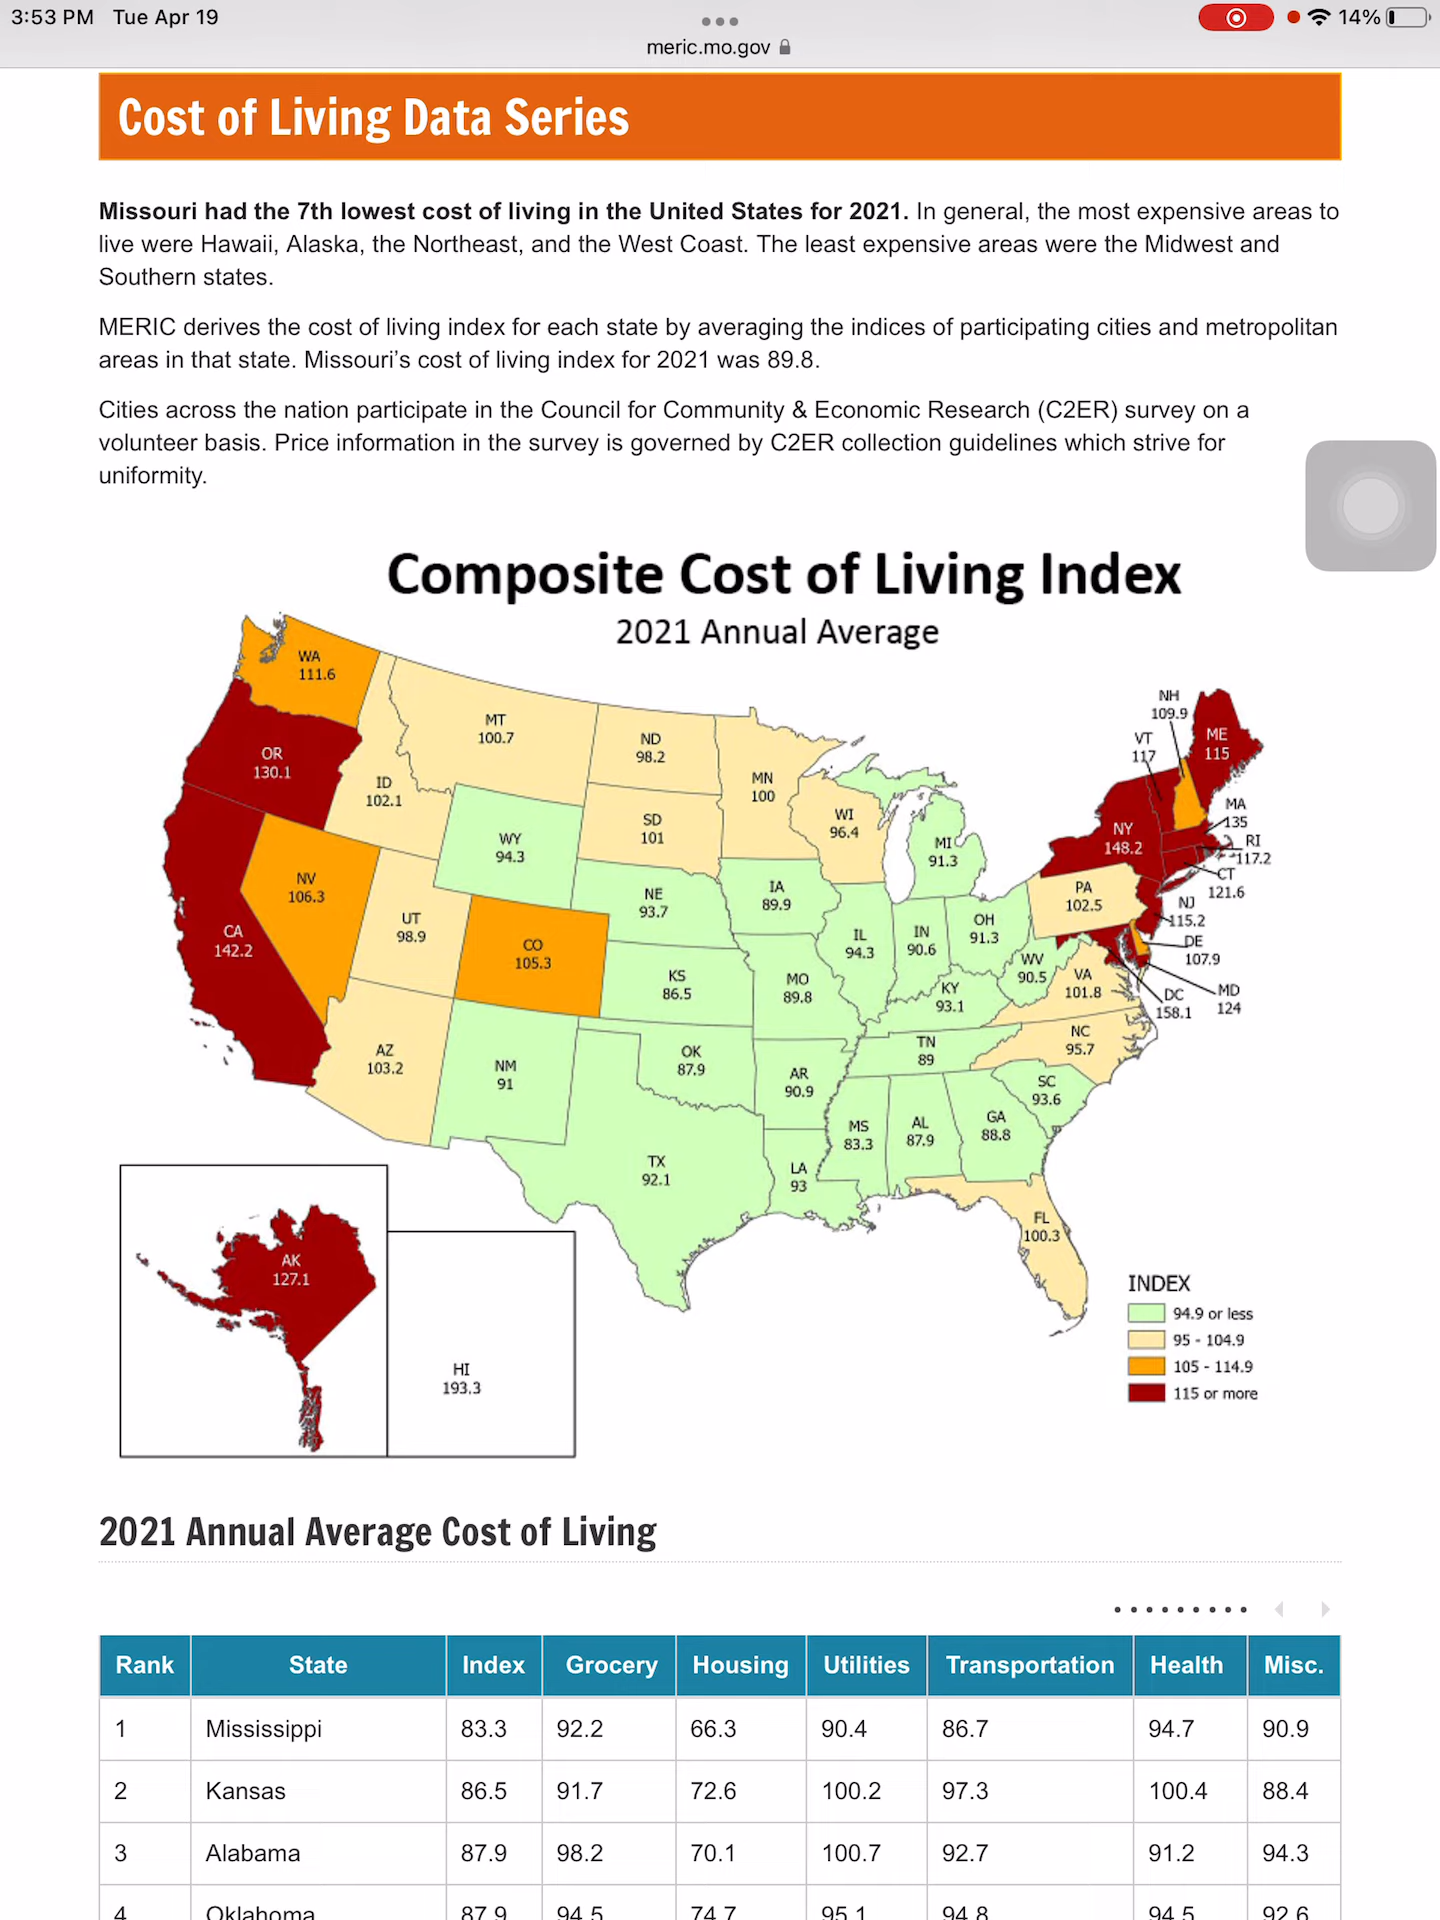 3:53 PM Tue Apr 19
14%
meric.mo.gov
Cost of Living Data Series
Missouri had the 7th lowest cost of living in the United States for 2021. In general, the most expensive areas to
live were Hawaii, Alaska, the Northeast, and the West Coast. The least expensive areas were the Midwest and
Southern states.
MERIC derives the cost of living index for each state by averaging the indices of participating cities and metropolitan
areas in that state. Missouri’s cost of living index for 2021 was 89.8.
Cities across the nation participate in the Council for Community & Economic Research (C2ER) survey on a
volunteer basis. Price information in the survey is governed by C2ER collection guidelines which strive for
uniformity.
Composite Cost of Living Index
2021 Annual Average
WA
111.6
OR
130.1
CA
142.2
NV
106.3
ID
102.1
MT
100.7
WY
94.3
UT
98.9
CO
105.3
AZ
103.2
NM
91
ND
98.2
SD
101
NE
93.7
KS
86.5
OK
87.9
TX
92.1
MN
100
IA
89.9
MO
89.8
AR
90.9
LA
93
WI
96.4
IL
94.3
MI
91.3
IN
90.6
OH
91.3
KY
93.1
TN
89
MS
83.3
AL
87.9
GA
88.8
FL
100.3
SC
93.6
NC
95.7
VA
101.8
WV
90.5
PA
102.5
NY
148.2
VT
117
NH
109.9
ME
115
MA
135
RI
117.2
CT
121.6
NJ
115.2
DE
107.9
MD
124
DC
158.1
AK
127.1
HI
193.3
INDEX
94.9 or less
95 - 104.9
105 - 114.9
115 or more
2021 Annual Average Cost of Living
Rank State Index Grocery Housing Utilities Transportation Health Misc.
1 Mississippi 83.3 92.2 66.3 90.4 86.7 94.7 90.9
2 Kansas 86.5 91.7 72.6 100.2 97.3 100.4 88.4
3 Alabama 87.9 98.2 70.1 100.7 92.7 91.2 94.3
4 Oklahoma 87.9 94.5 74.7 95.1 94.8 94.5 92.6